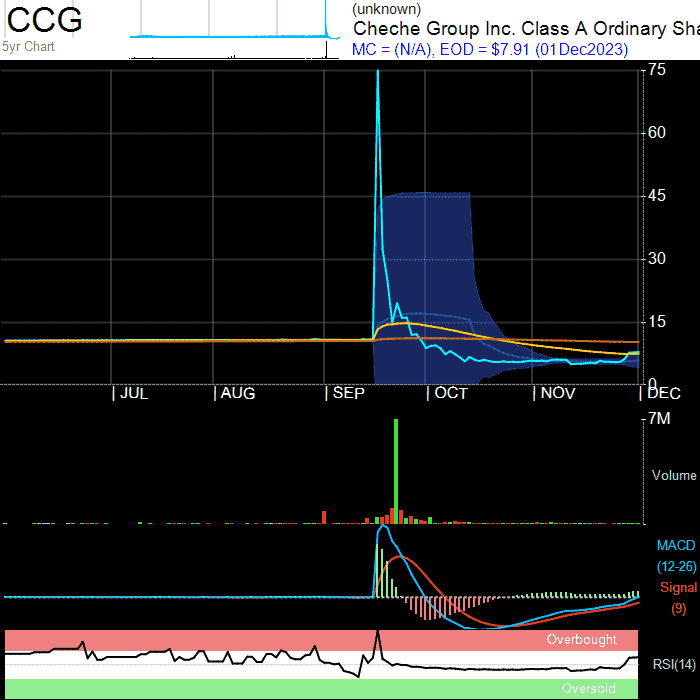 CCG
5yr Chart
(unknown)
Cheche Group Inc. Class A Ordinary Sha
MC = (N/A), EOD = $7.91 (01Dec2023)
75
60
45
30
15
0
JUL AUG SEP OCT NOV DEC
7M
Volume
MACD
(12-26)
Signal
(9)
Overbought
RSI(14)
Oversold